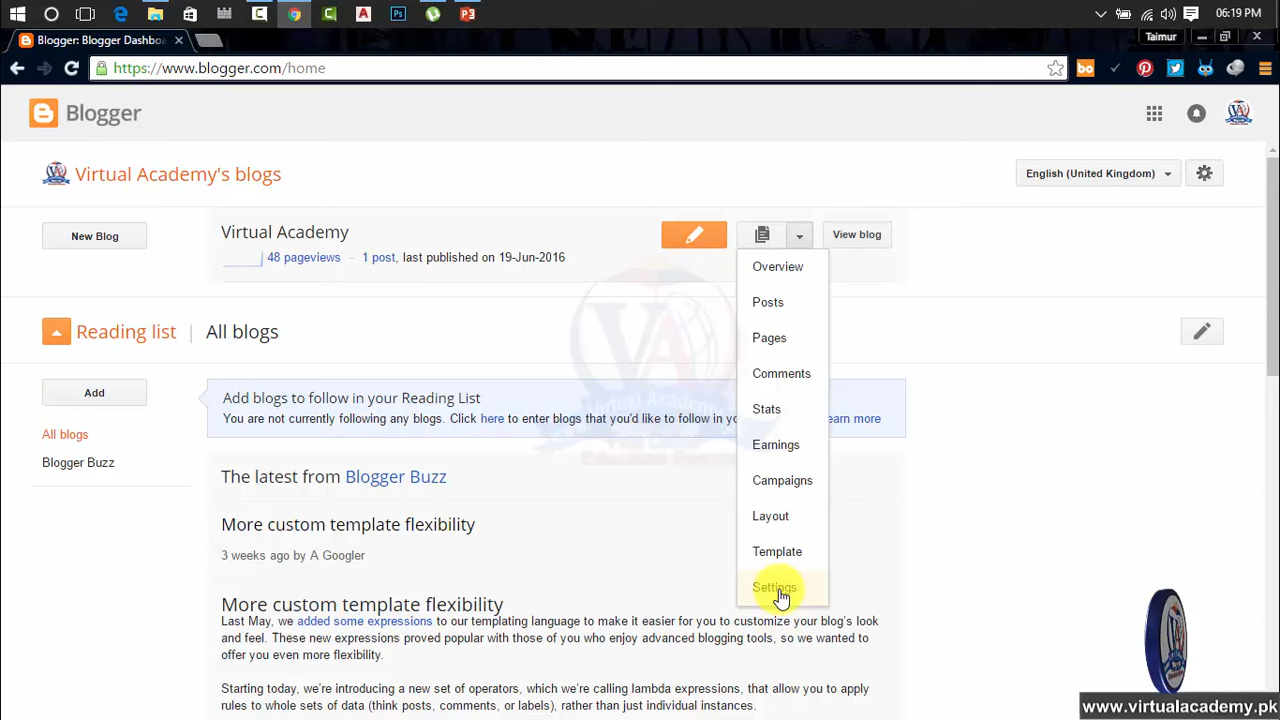 06:19 PM
Blogger: Blogger Dashboa
Taimur
https://www.blogger.com/home
bo
Blogger
Virtual Academy's blogs
English (United Kingdom)
New Blog
Virtual Academy
View blog
48 pageviews - 1 post, last published on 19-Jun-2016
Overview
Posts
Reading list | All blogs
Pages
Comments
Add
Add blogs to follow in your Reading List
You are not currently following any blogs. Click here to enter blogs that you'd like to follow in yo
earn more
Stats
All blogs
Earnings
Blogger Buzz
The latest from Blogger Buzz
Campaigns
Layout
More custom template flexibility
3 weeks ago by A Googler
Template
Settings
More custom template flexibility
Last May, we added some expressions to our templating language to make it easier for you to customize your blog's look
and feel. These new expressions proved popular with those of you who enjoy advanced blogging tools, so we wanted to
offer you even more flexibility.
Starting today, we're introducing a new set of operators, which we're calling lambda expressions, that allow you to apply
rules to whole sets of data (think posts, comments, or labels), rather than just individual instances.
www.virtualacademy.pk